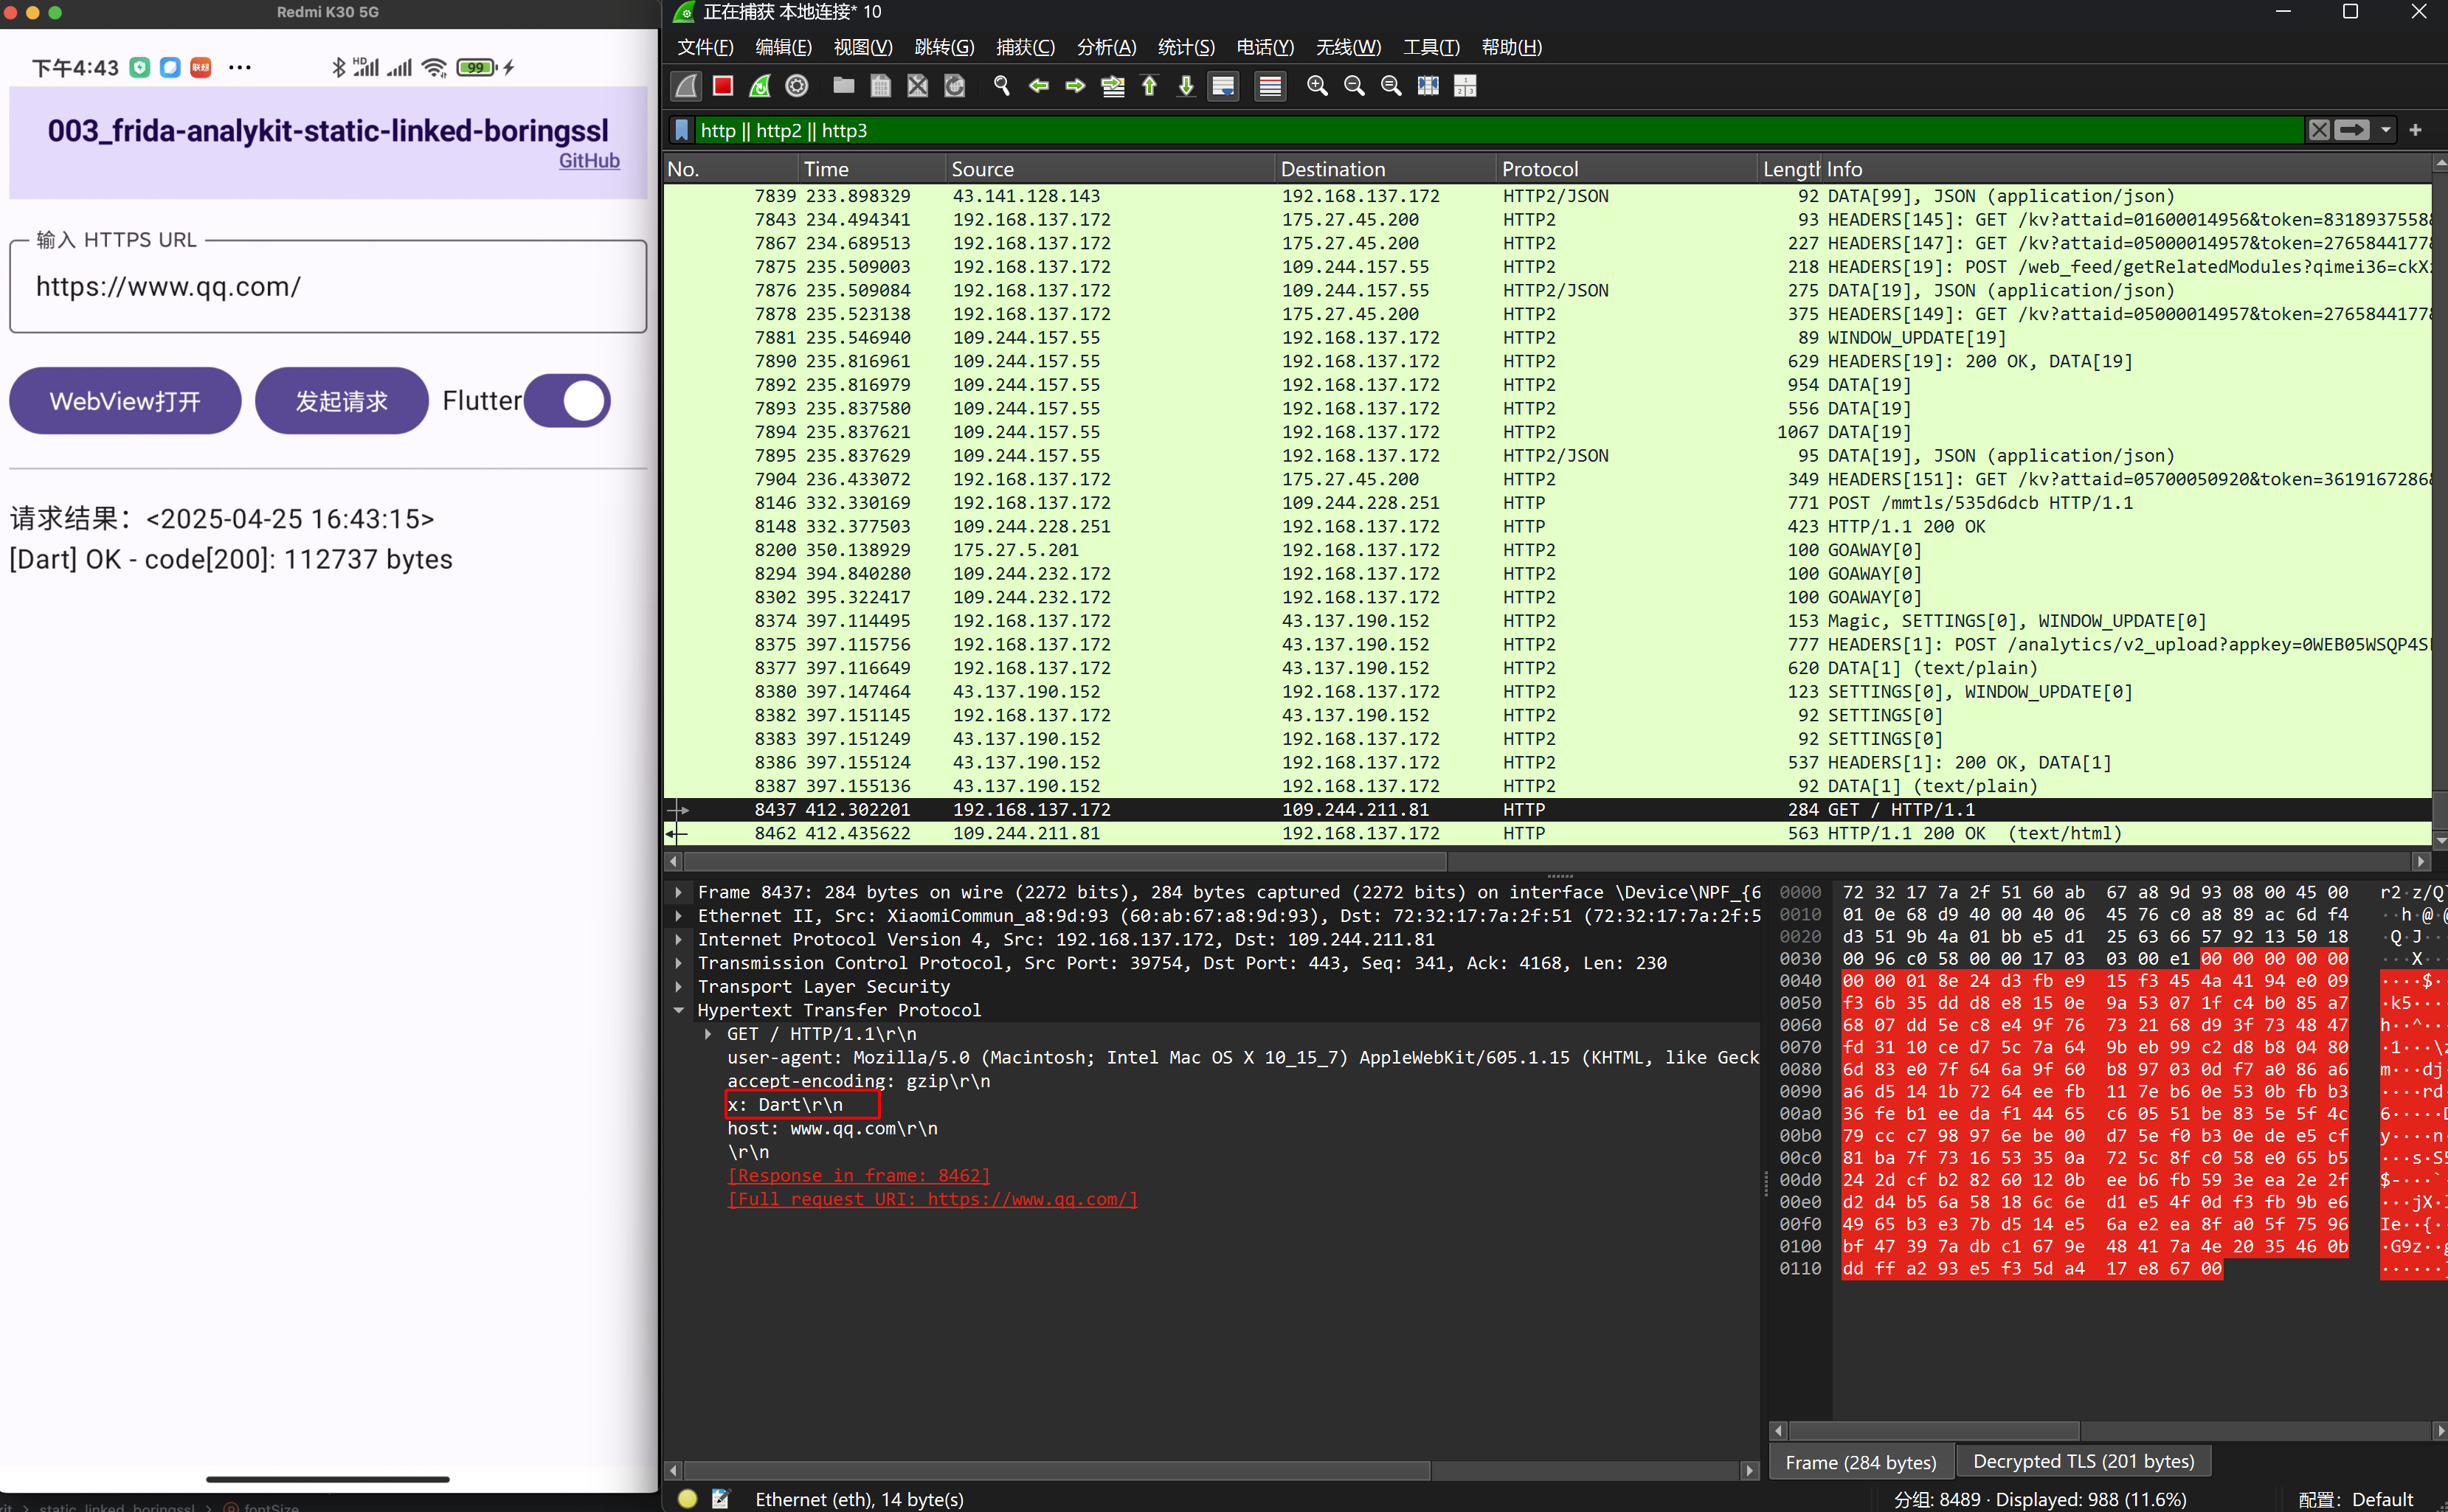 Redmi K30 5G
下午4:43
HD
99
003_frida-analykit-static-linked-boringssl
GitHub
输入 HTTPS URL
https://www.qq.com/
WebView打开
发起请求
Flutter
请求结果：<2025-04-25 16:43:15>
[Dart] OK - code[200]: 112737 bytes
正在捕获 本地连接* 10
文件(F) 编辑(E) 视图(V) 跳转(G) 捕获(C) 分析(A) 统计(S) 电话(Y) 无线(W) 工具(T) 帮助(H)
http || http2 || http3
No. Time Source Destination Protocol Length Info
7839 233.898329 43.141.128.143 192.168.137.172 HTTP2/JSON 92 DATA[99], JSON (application/json)
7843 234.494341 192.168.137.172 175.27.45.200 HTTP2 93 HEADERS[145]: GET /kv?attaid=01600014956&token=8318937558&
7867 234.689513 192.168.137.172 175.27.45.200 HTTP2 227 HEADERS[147]: GET /kv?attaid=05000014957&token=2765844177&
7875 235.509003 192.168.137.172 109.244.157.55 HTTP2 218 HEADERS[19]: POST /web_feed/getRelatedModules?qimei36=ckX
7876 235.509084 192.168.137.172 109.244.157.55 HTTP2/JSON 275 DATA[19], JSON (application/json)
7878 235.523138 192.168.137.172 175.27.45.200 HTTP2 375 HEADERS[149]: GET /kv?attaid=05000014957&token=2765844177&
7881 235.546940 109.244.157.55 192.168.137.172 HTTP2 89 WINDOW_UPDATE[19]
7890 235.816961 109.244.157.55 192.168.137.172 HTTP2 629 HEADERS[19]: 200 OK, DATA[19]
7892 235.816979 109.244.157.55 192.168.137.172 HTTP2 954 DATA[19]
7893 235.837580 109.244.157.55 192.168.137.172 HTTP2 556 DATA[19]
7894 235.837621 109.244.157.55 192.168.137.172 HTTP2 1067 DATA[19]
7895 235.837629 109.244.157.55 192.168.137.172 HTTP2/JSON 95 DATA[19], JSON (application/json)
7904 236.433072 192.168.137.172 175.27.45.200 HTTP2 349 HEADERS[151]: GET /kv?attaid=05700050920&token=3619167286&
8146 332.330169 192.168.137.172 109.244.228.251 HTTP 771 POST /mmtls/535d6dcb HTTP/1.1
8148 332.377503 109.244.228.251 192.168.137.172 HTTP 423 HTTP/1.1 200 OK
8200 350.138929 175.27.5.201 192.168.137.172 HTTP2 100 GOAWAY[0]
8294 394.840280 109.244.232.172 192.168.137.172 HTTP2 100 GOAWAY[0]
8302 395.322417 109.244.232.172 192.168.137.172 HTTP2 100 GOAWAY[0]
8374 397.114495 192.168.137.172 43.137.190.152 HTTP2 153 Magic, SETTINGS[0], WINDOW_UPDATE[0]
8375 397.115756 192.168.137.172 43.137.190.152 HTTP2 777 HEADERS[1]: POST /analytics/v2_upload?appkey=0WEB05WSQP4S
8377 397.116649 192.168.137.172 43.137.190.152 HTTP2 620 DATA[1] (text/plain)
8380 397.147464 43.137.190.152 192.168.137.172 HTTP2 123 SETTINGS[0], WINDOW_UPDATE[0]
8382 397.151145 192.168.137.172 43.137.190.152 HTTP2 92 SETTINGS[0]
8383 397.151249 43.137.190.152 192.168.137.172 HTTP2 92 SETTINGS[0]
8386 397.155124 43.137.190.152 192.168.137.172 HTTP2 537 HEADERS[1]: 200 OK, DATA[1]
8387 397.155136 43.137.190.152 192.168.137.172 HTTP2 92 DATA[1] (text/plain)
8437 412.302201 192.168.137.172 109.244.211.81 HTTP 284 GET / HTTP/1.1
8462 412.435622 109.244.211.81 192.168.137.172 HTTP 563 HTTP/1.1 200 OK (text/html)
Frame 8437: 284 bytes on wire (2272 bits), 284 bytes captured (2272 bits) on interface \Device\NPF_{6
Ethernet II, Src: XiaomiCommun_a8:9d:93 (60:ab:67:a8:9d:93), Dst: 72:32:17:7a:2f:51 (72:32:17:7a:2f:5
Internet Protocol Version 4, Src: 192.168.137.172, Dst: 109.244.211.81
Transmission Control Protocol, Src Port: 39754, Dst Port: 443, Seq: 341, Ack: 4168, Len: 230
Transport Layer Security
Hypertext Transfer Protocol
GET / HTTP/1.1\r\n
user-agent: Mozilla/5.0 (Macintosh; Intel Mac OS X 10_15_7) AppleWebKit/605.1.15 (KHTML, like Geck
accept-encoding: gzip\r\n
x: Dart\r\n
host: www.qq.com\r\n
\r\n
[Response in frame: 8462]
[Full request URI: https://www.qq.com/]
0000 72 32 17 7a 2f 51 60 ab 67 a8 9d 93 08 00 45 00 r2·z/Q
0010 01 0e 68 d9 40 00 40 06 45 76 c0 a8 89 ac 6d f4 ··h·@·@
0020 d3 51 9b 4a 01 bb e5 d1 25 63 66 57 92 13 50 18 ·Q·J···
0030 00 96 c0 58 00 00 17 03 03 00 e1 00 00 00 00 00 ···X···
0040 00 00 01 8e 24 d3 fb e9 15 f3 45 4a 41 94 e0 09 ····$··
0050 f3 6b 35 dd d8 e8 15 0e 9a 53 07 1f c4 b0 85 a7 ·k5····
0060 68 07 dd 5e c8 e4 9f 76 73 21 68 d9 3f 73 48 47 h··^···
0070 fd 31 10 ce d7 5c 7a 64 9b eb 99 c2 d8 b8 04 80 ·1···\z
0080 6d 83 e0 7f 64 6a 9f 60 b8 97 03 0d f7 a0 86 a6 m···dj·
0090 a6 d5 14 1b 72 64 ee fb 11 7e b6 0e 53 0b fb b3 ····rd·
00a0 36 fe b1 ee da f1 44 65 c6 05 51 be 83 5e 5f 4c 6·····D
00b0 79 cc c7 98 97 6e be 00 d7 5e f0 b3 0e de e5 cf y····n·
00c0 81 ba 7f 73 16 53 35 0a 72 5c 8f c0 58 e0 65 b5 ···s·S5
00d0 24 2d cf b2 82 60 12 0b ee b6 fb 59 3e ea 2e 2f $-···`·
00e0 d2 d4 b5 6a 58 18 6c 6e d1 e5 4f 0d f3 fb 9b e6 ···jX·l
00f0 49 65 b3 e3 7b d5 14 e5 6a e2 ea 8f a0 5f 75 96 Ie··{··
0100 bf 47 39 7a db c1 67 9e 48 41 7a 4e 20 35 46 0b ·G9z··g
0110 dd ff a2 93 e5 f3 5d a4 17 e8 67 00 ······]
Frame (284 bytes)
Decrypted TLS (201 bytes)
Ethernet (eth), 14 byte(s)
分组: 8489 · Displayed: 988 (11.6%)
配置：Default